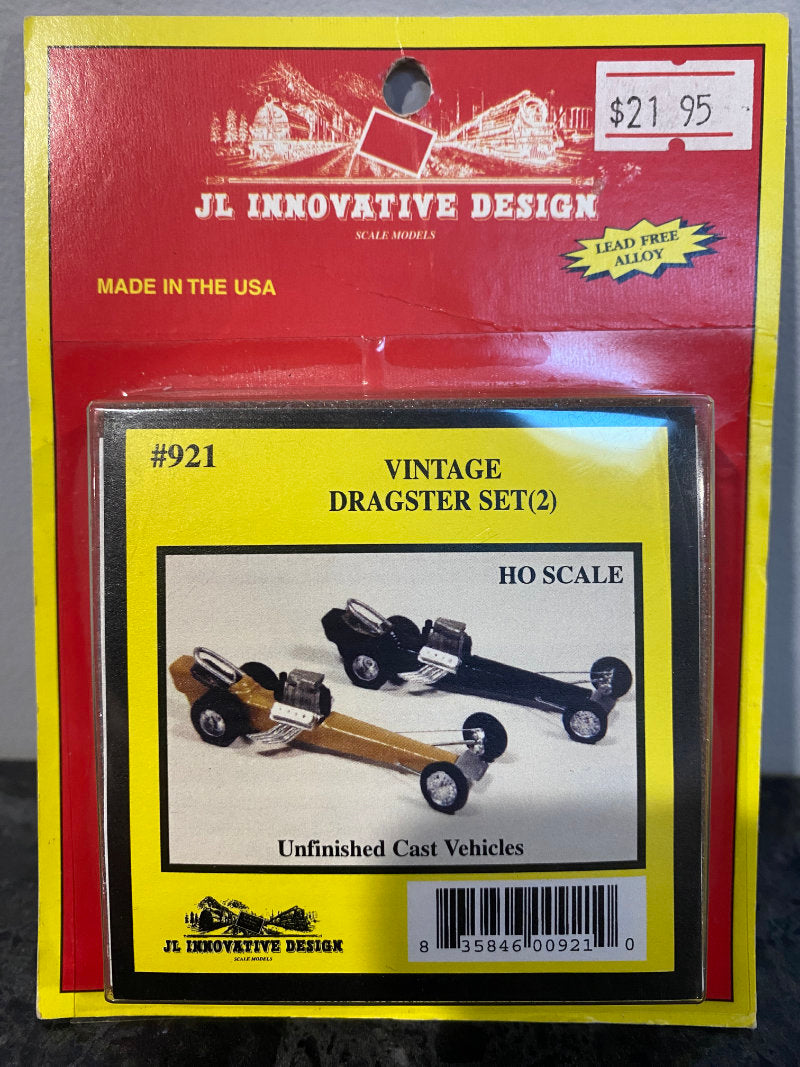 $21 95
JL INNOVATIVE DESIGN
SCALE MODELS
LEAD FREE
ALLOY
MADE IN THE USA
#921
VINTAGE
DRAGSTER SET(2)
HO SCALE
Unfinished Cast Vehicles
JL INNOVATIVE DESIGN
SCALE MODELS
8 35846 00921 0